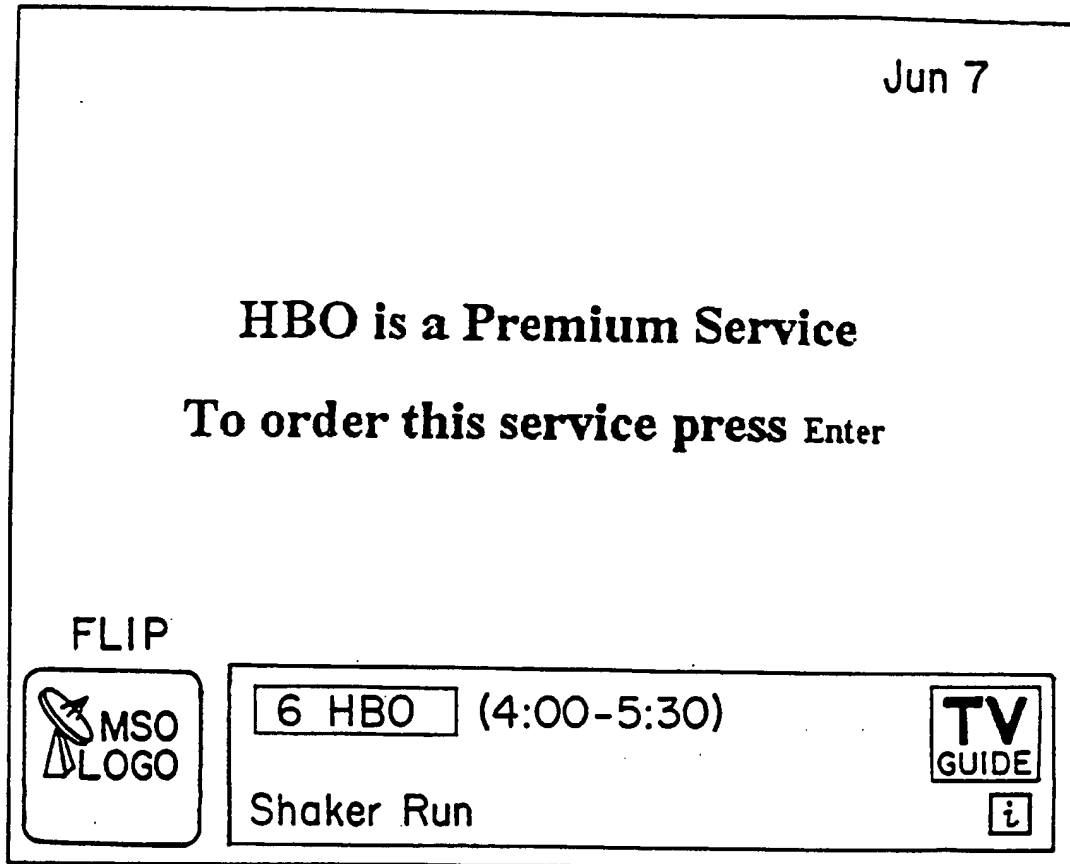 Jun 7
HBO is a Premium Service
To order this service press Enter
FLIP
MSO
LOGO
6 HBO (4:00-5:30)
TV
GUIDE
Shaker Run
i